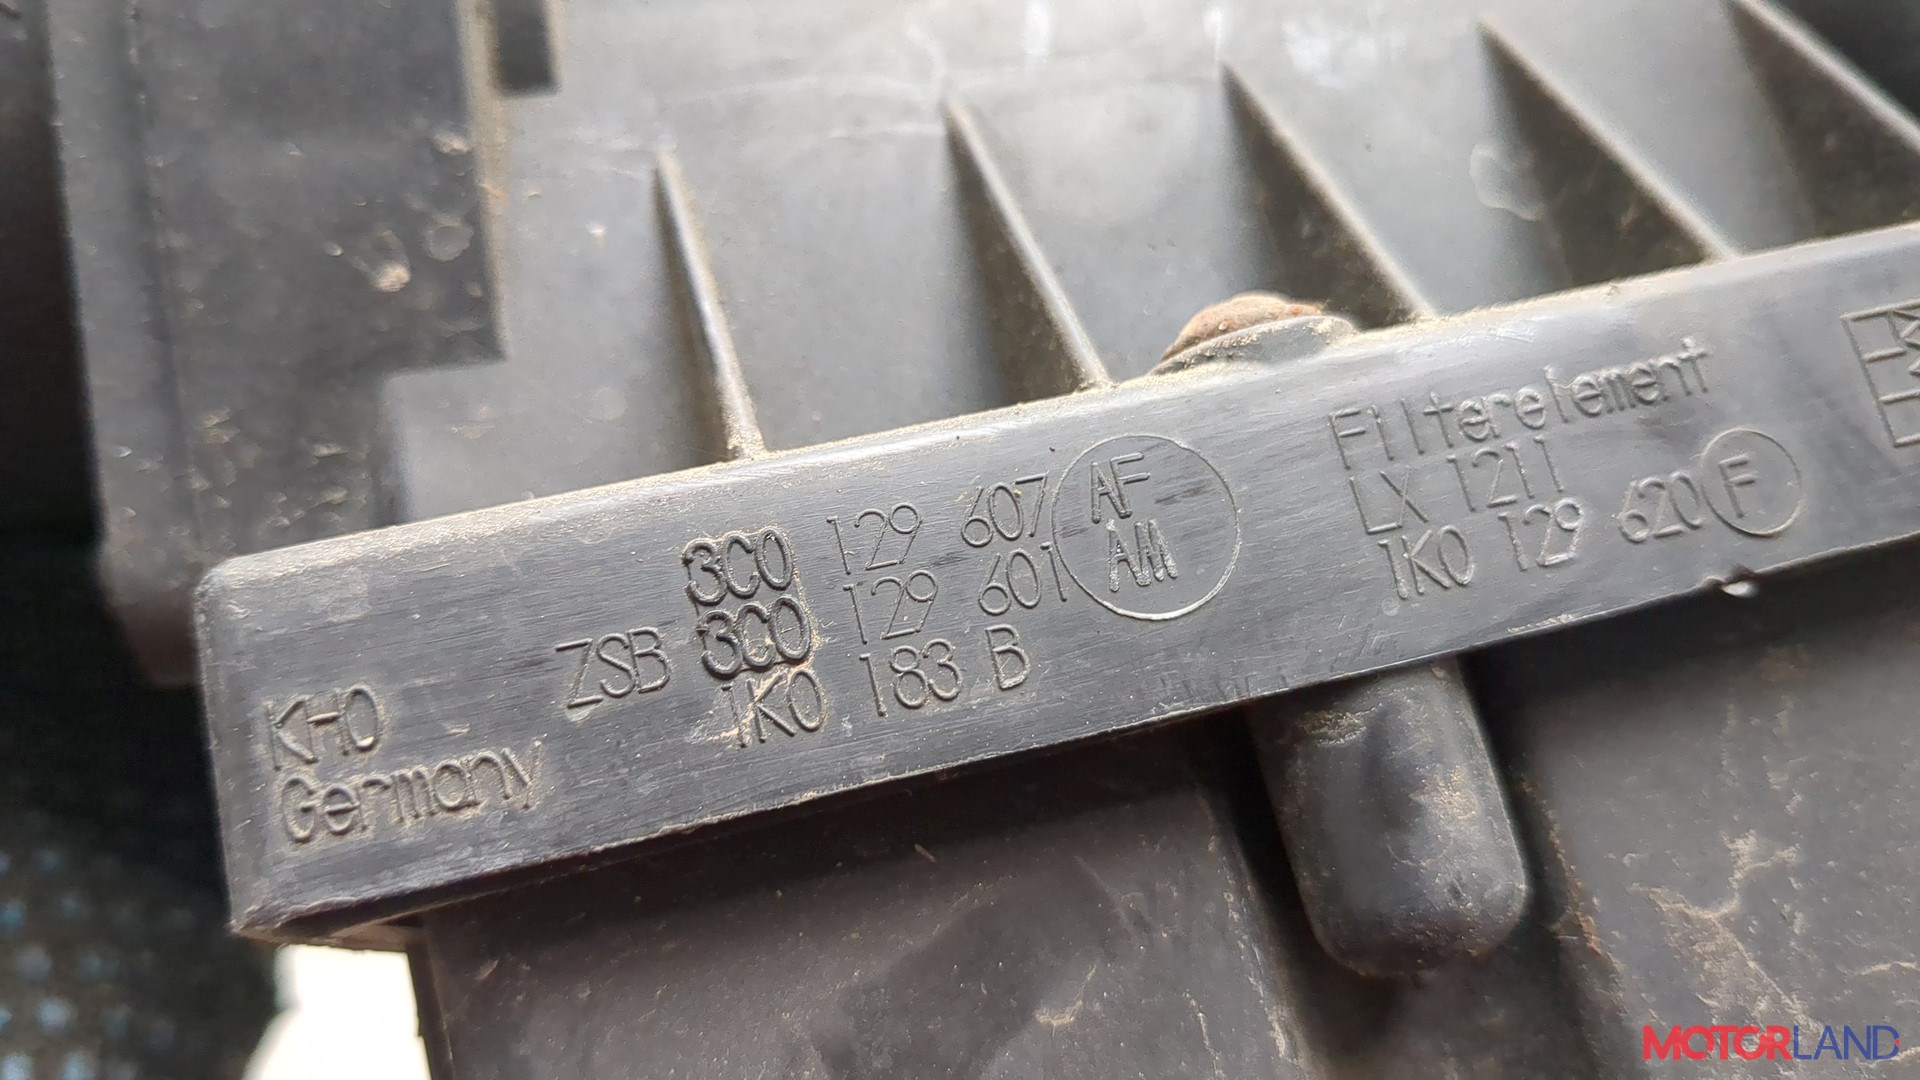 3C0 129 607 AF
ZSB 3C0 129 601 AM
1K0 183 B
KHO
Germany
Filterelement
LX 1211
1K0 129 620 F
MOTORLAND